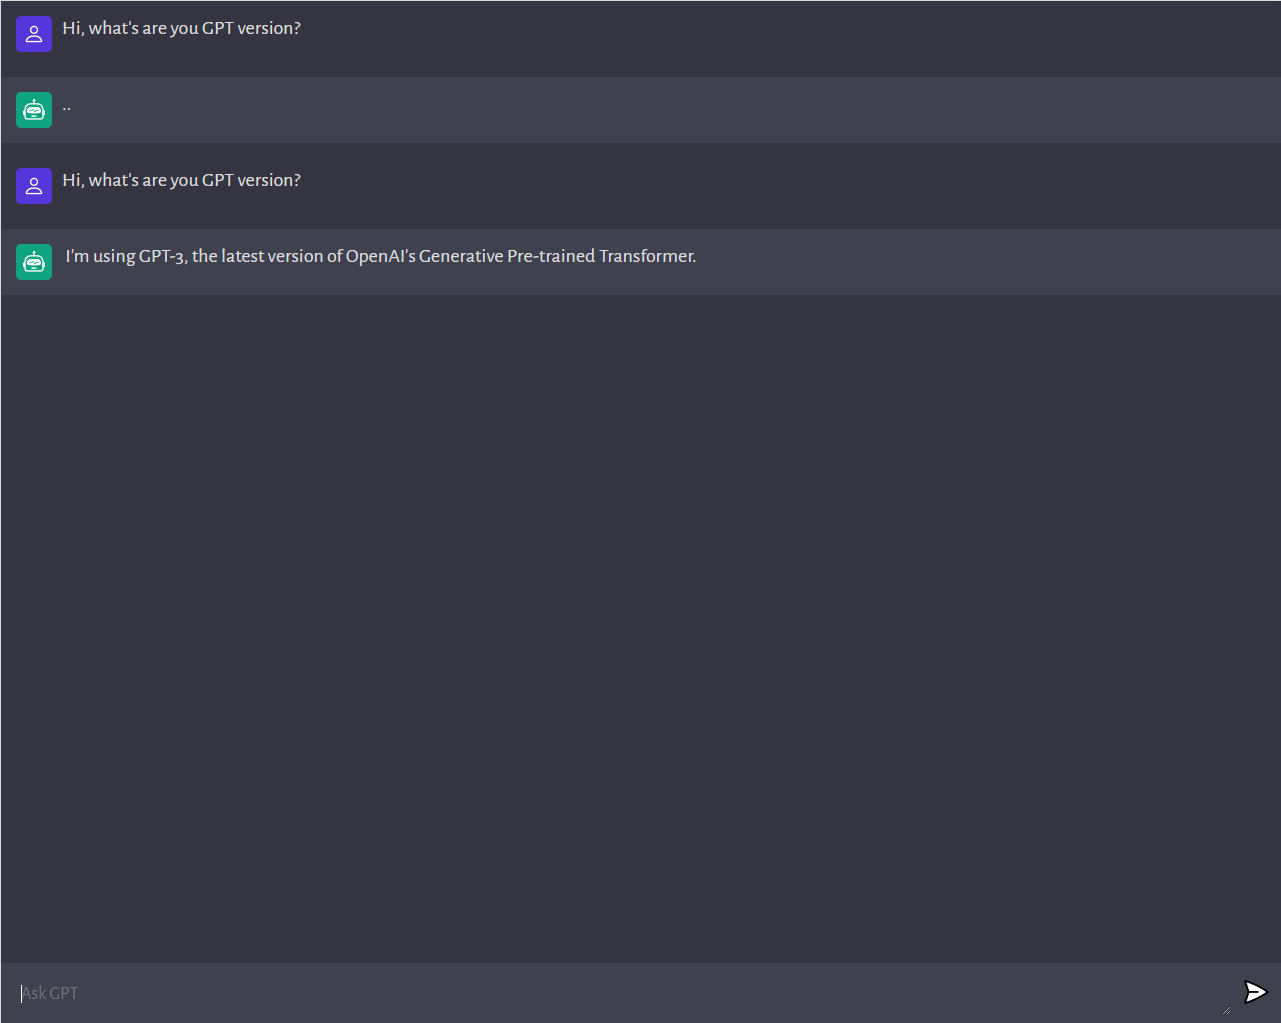 Hi, what's are you GPT version?
..
Hi, what's are you GPT version?
I'm using GPT-3, the latest version of OpenAI's Generative Pre-trained Transformer.
Ask GPT